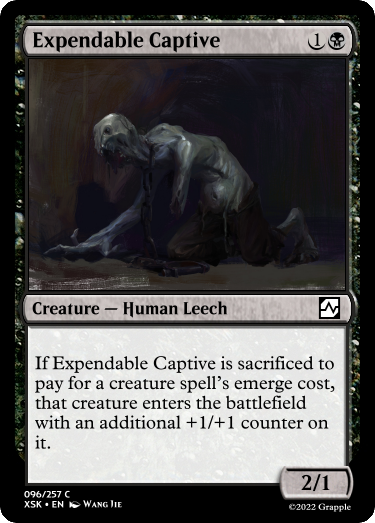 Expendable Captive 1
Creature — Human Leech
If Expendable Captive is sacrificed to
pay for a creature spell's emerge cost,
that creature enters the battlefield
with an additional +1/+1 counter on
it.
2/1
096/257 C
XSK • EN Wang Jie
©2022 Grapple